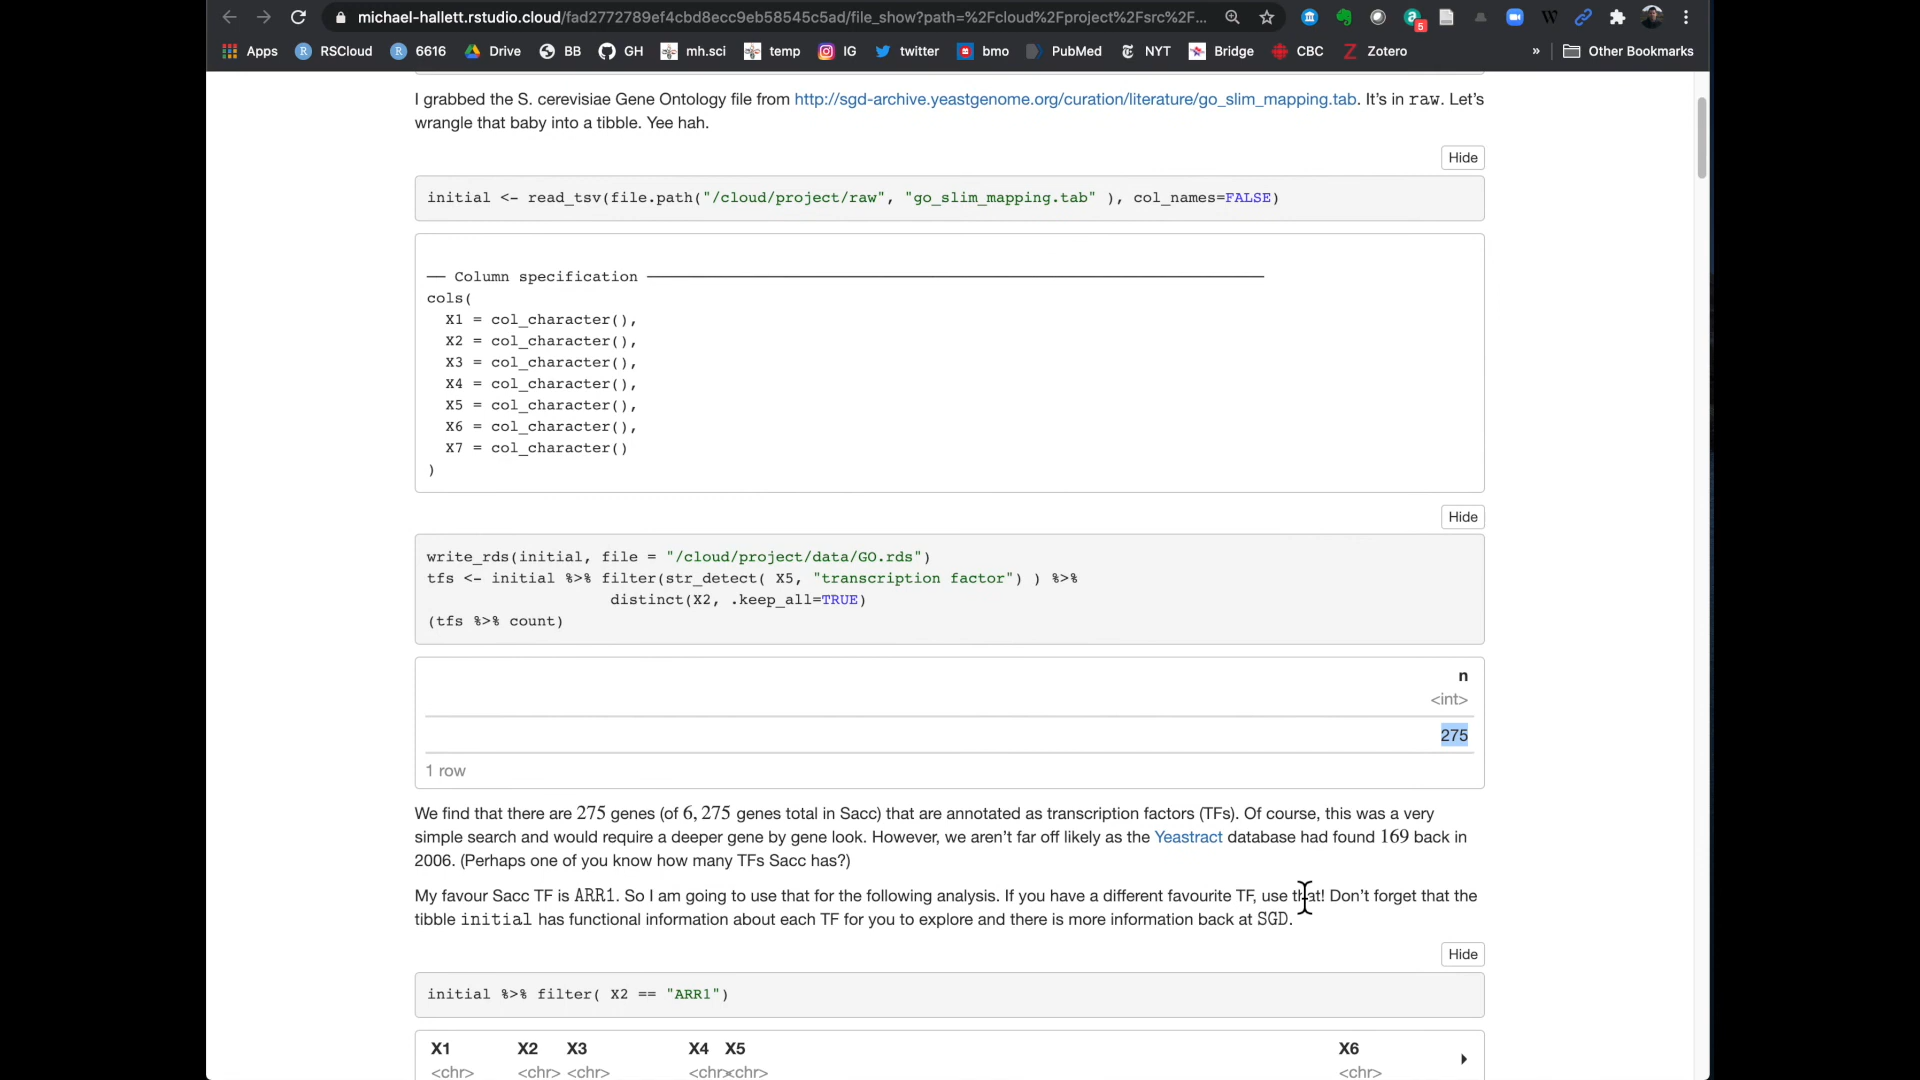 michael-hallett.rstudio.cloud/fad2772789ef4cbd8ecc9eb58545c5ad/file_show?path=%2Fcloud%2Fproject%2Fsrc%2F...
5
Apps RSCloud 6616 Drive BB GH mh.sci temp IG twitter bmo PubMed NYT Bridge CBC Zotero » Other Bookmarks
I grabbed the S. cerevisiae Gene Ontology file from http://sgd-archive.yeastgenome.org/curation/literature/go_slim_mapping.tab. It's in raw. Let's
wrangle that baby into a tibble. Yee hah.
Hide
initial <- read_tsv(file.path("/cloud/project/raw", "go_slim_mapping.tab" ), col_names=FALSE)
── Column specification ──
cols(
  X1 = col_character(),
  X2 = col_character(),
  X3 = col_character(),
  X4 = col_character(),
  X5 = col_character(),
  X6 = col_character(),
  X7 = col_character()
)
Hide
write_rds(initial, file = "/cloud/project/data/GO.rds")
tfs <- initial %>% filter(str_detect( X5, "transcription factor") ) %>%
                    distinct(X2, .keep_all=TRUE)
(tfs %>% count)
n
<int>
275
1 row
We find that there are 275 genes (of 6, 275 genes total in Sacc) that are annotated as transcription factors (TFs). Of course, this was a very
simple search and would require a deeper gene by gene look. However, we aren't far off likely as the Yeastract database had found 169 back in
2006. (Perhaps one of you know how many TFs Sacc has?)
My favour Sacc TF is ARR1. So I am going to use that for the following analysis. If you have a different favourite TF, use that! Don't forget that the
tibble initial has functional information about each TF for you to explore and there is more information back at SGD.
Hide
initial %>% filter( X2 == "ARR1")
X1 X2 X3 X4 X5 X6
<chr> <chr> <chr> <chr> <chr> <chr>